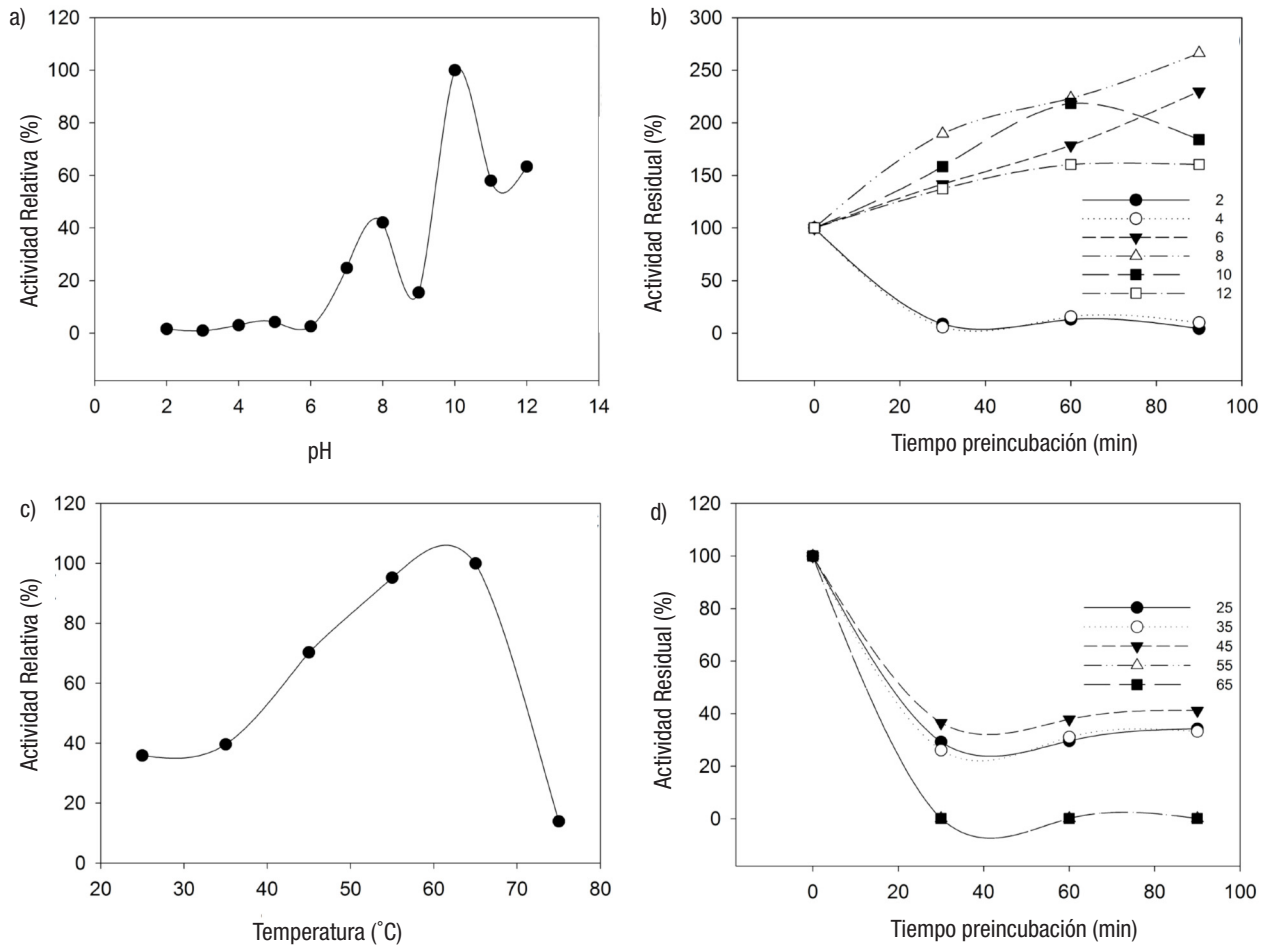 a)
120
100
80
60
40
20
0
Actividad Relativa (%)
0 2 4 6 8 10 12 14
pH
b)
300
250
200
150
100
50
0
Actividad Residual (%)
2
4
6
8
10
12
0 20 40 60 80 100
Tiempo preincubación (min)
c)
120
100
80
60
40
20
0
Actividad Relativa (%)
20 30 40 50 60 70 80
Temperatura (˚C)
d)
120
100
80
60
40
20
0
Actividad Residual (%)
25
35
45
55
65
0 20 40 60 80 100
Tiempo preincubación (min)